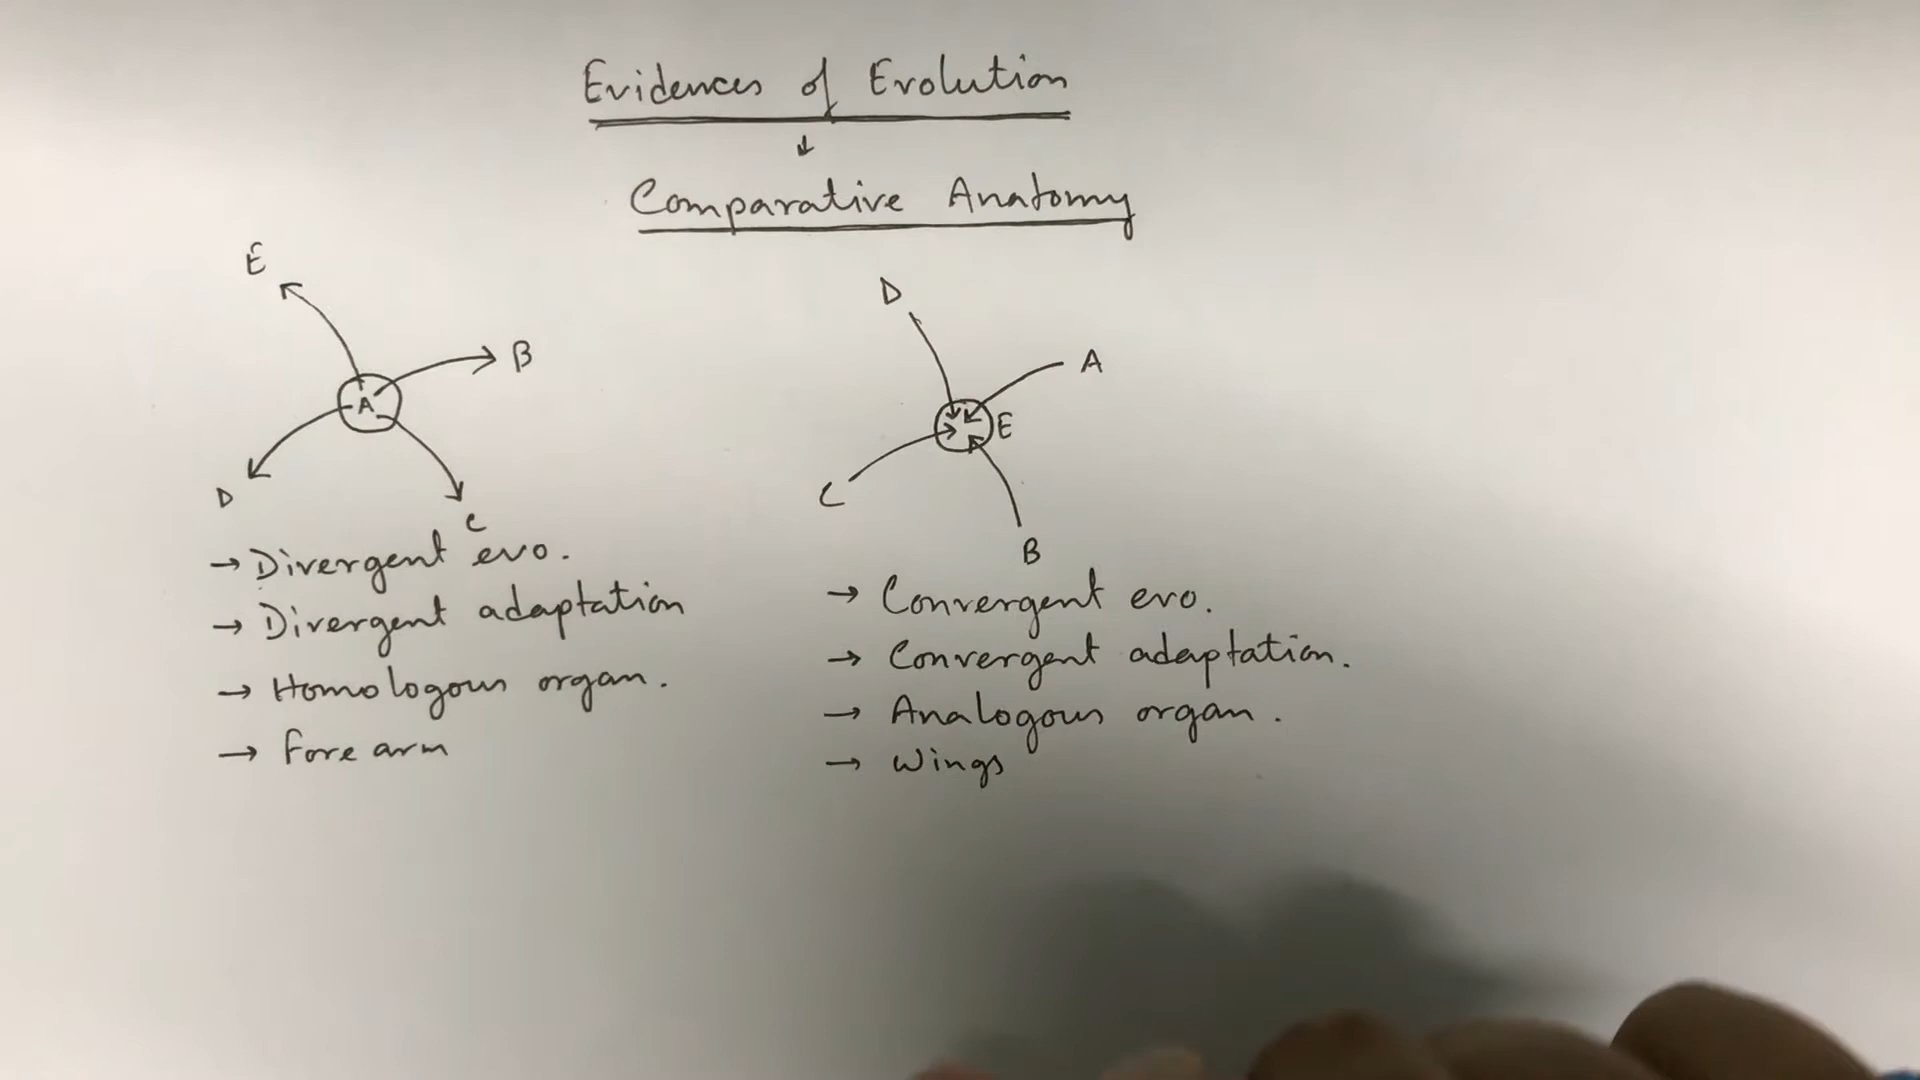 Evidences of Evolution
Comparative Anatomy
E
B
A
D
C
→ Divergent evo.
→ Divergent adaptation
→ Homologous organ.
→ Fore arm
D
A
E
C
B
→ Convergent evo.
→ Convergent adaptation.
→ Analogous organ.
→ Wings